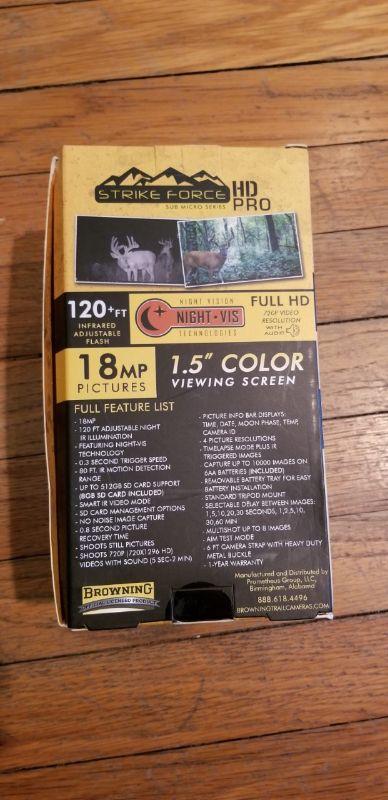 STRIKE FORCE HD
SUB MICRO SERIES PRO
120+FT
INFRARED
ADJUSTABLE
FLASH
NIGHT VISION
NIGHT-VIS
TECHNOLOGIES
FULL HD
720P VIDEO
RESOLUTION
WITH
AUDIO
18MP
PICTURES
1.5" COLOR
VIEWING SCREEN
FULL FEATURE LIST
- 18MP
- 120 FT ADJUSTABLE NIGHT
IR ILLUMINATION
- FEATURING NIGHT-VIS
TECHNOLOGY
- 0.3 SECOND TRIGGER SPEED
- 80 FT. IR MOTION DETECTION
RANGE
- UP TO 512GB SD CARD SUPPORT
(8GB SD CARD INCLUDED)
- SMART IR VIDEO MODE
- SD CARD MANAGEMENT OPTIONS
- NO NOISE IMAGE CAPTURE
- 0.8 SECOND PICTURE
RECOVERY TIME
- SHOOTS STILL PICTURES
- SHOOTS 720P (720X1296 HD)
VIDEOS WITH SOUND (5 SEC-2 MIN)
- PICTURE INFO BAR DISPLAYS:
TIME, DATE, MOON PHASE, TEMP,
CAMERA ID
- 4 PICTURE RESOLUTIONS
- TIMELAPSE MODE PLUS IR
TRIGGERED IMAGES
- CAPTURE UP TO 10000 IMAGES ON
6AA BATTERIES (INCLUDED)
- REMOVABLE BATTERY TRAY FOR EASY
BATTERY INSTALLATION
- STANDARD TRIPOD MOUNT
- SELECTABLE DELAY BETWEEN IMAGES:
1,5,10,20,30 SECONDS, 1,2,5,10,
30,60 MIN
- MULTISHOT UP TO 8 IMAGES
- AIM TEST MODE
- 6 FT CAMERA STRAP WITH HEAVY DUTY
METAL BUCKLE
- 1-YEAR WARRANTY
BROWNING
OFFICIAL LICENSED PRODUCT
Manufactured and Distributed by
Prometheus Group, LLC,
Birmingham, Alabama
888.618.4496
BROWNINGTRAILCAMERAS.COM